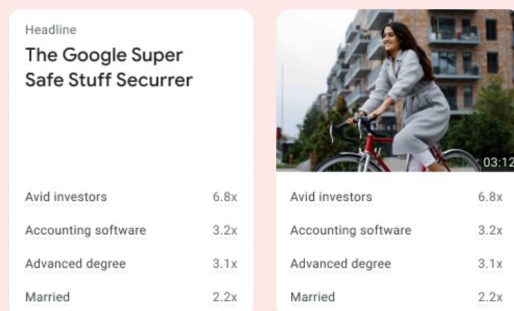 Headline
The Google Super
Safe Stuff Securrer
Avid investors 6.8x
Accounting software 3.2x
Advanced degree 3.1x
Married 2.2x
03:12
Avid investors 6.8x
Accounting software 3.2x
Advanced degree 3.1x
Married 2.2x